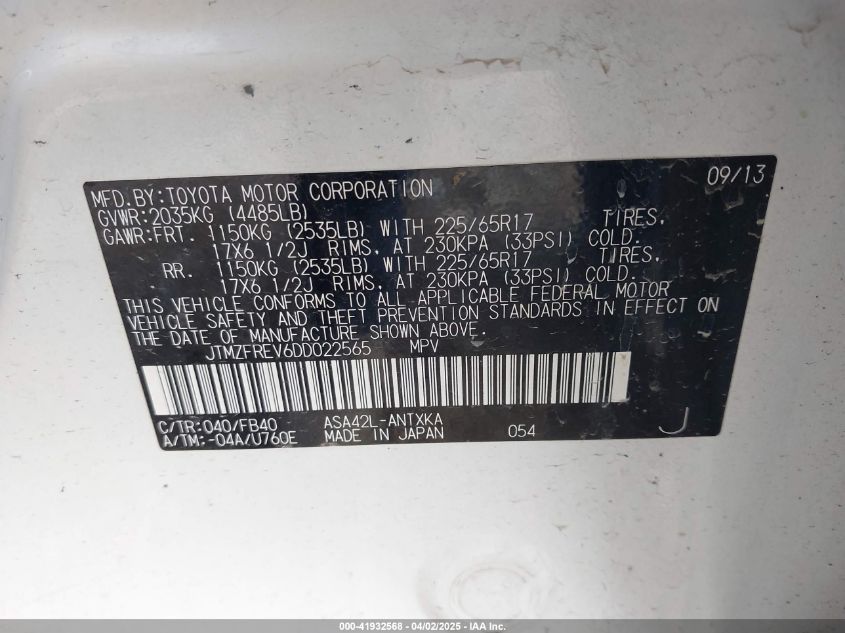 09/13
MFD. BY:TOYOTA MOTOR CORPORATION
GVWR:2035KG (4485LB)
GAWR:FRT. 1150KG (2535LB) WITH 225/65R17 TIRES,
17X6 1/2J RIMS, AT 230KPA (33PSI) COLD.
RR. 1150KG (2535LB) WITH 225/65R17 TIRES,
17X6 1/2J RIMS, AT 230KPA (33PSI) COLD.
THIS VEHICLE CONFORMS TO ALL APPLICABLE FEDERAL MOTOR
VEHICLE SAFETY AND THEFT PREVENTION STANDARDS IN EFFECT ON
THE DATE OF MANUFACTURE SHOWN ABOVE.
JTMZFREV6DD022565 MPV
C/TR:040/FB40 ASA42L-ANTXKA
A/TM:-04A/U760E MADE IN JAPAN 054 J
000-41932568 - 04/02/2025 - IAA Inc.